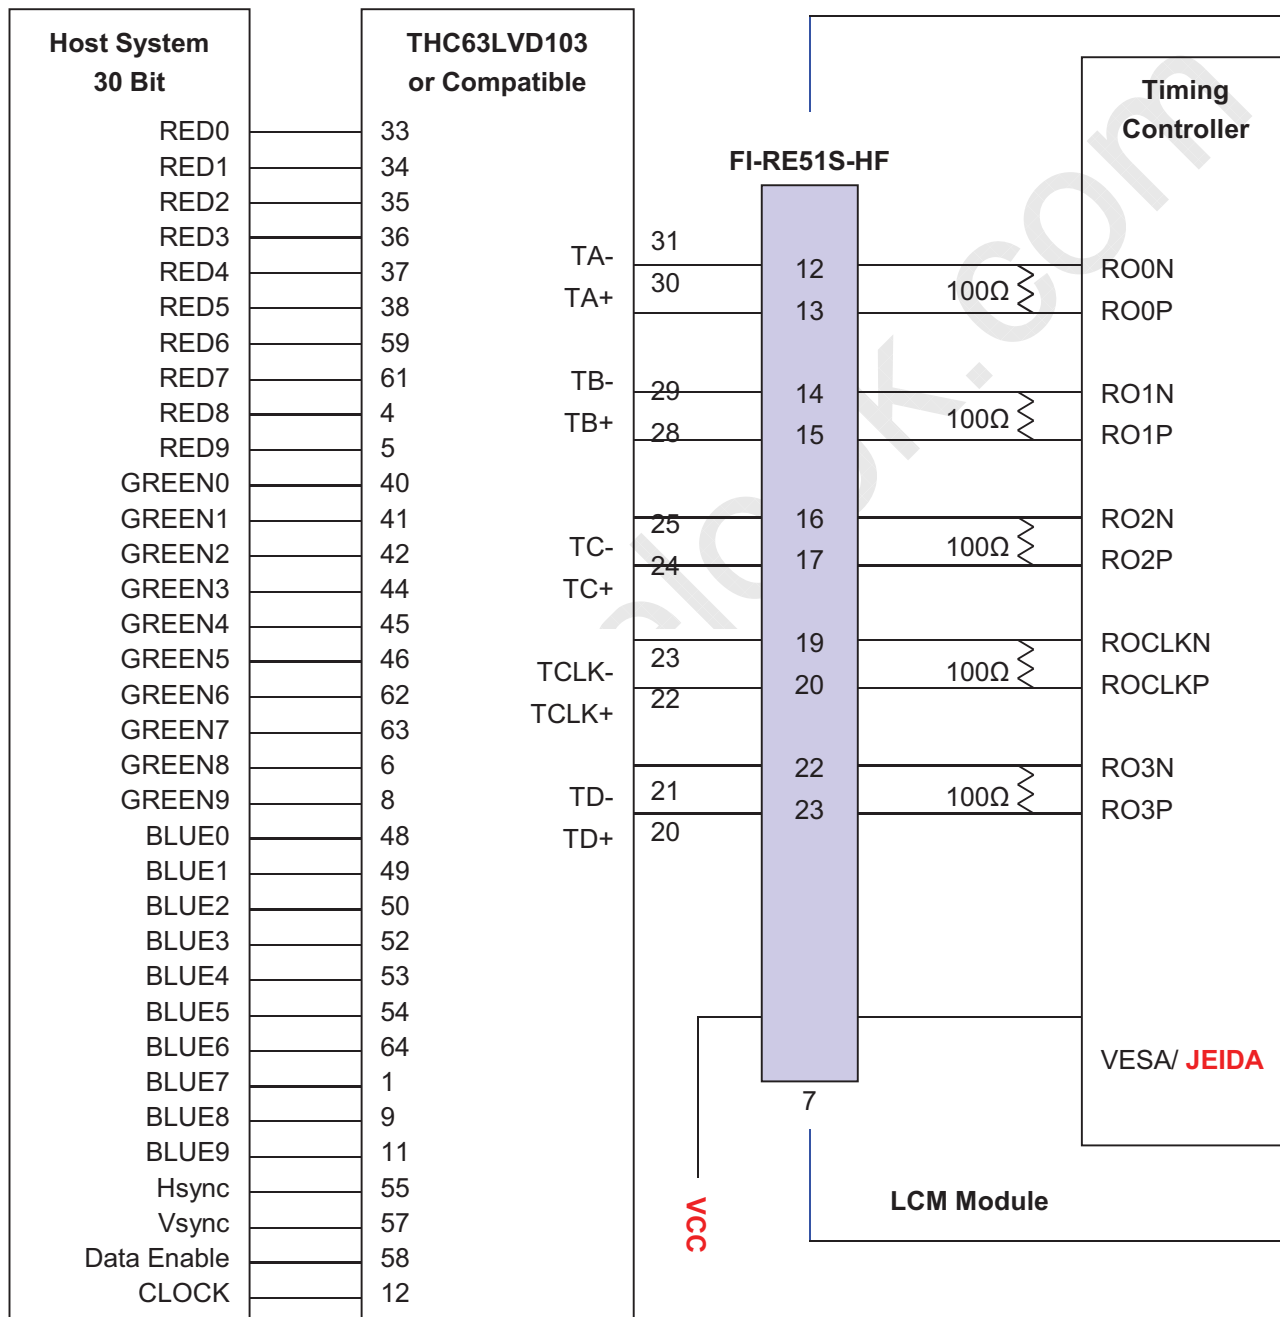 Host System
30 Bit
THC63LVD103
or Compatible
Timing
Controller
FI-RE51S-HF
RED0 33
RED1 34
RED2 35
RED3 36
RED4 37
RED5 38
RED6 59
RED7 61
RED8 4
RED9 5
GREEN0 40
GREEN1 41
GREEN2 42
GREEN3 44
GREEN4 45
GREEN5 46
GREEN6 62
GREEN7 63
GREEN8 6
GREEN9 8
BLUE0 48
BLUE1 49
BLUE2 50
BLUE3 52
BLUE4 53
BLUE5 54
BLUE6 64
BLUE7 1
BLUE8 9
BLUE9 11
Hsync 55
Vsync 57
Data Enable 58
CLOCK 12
TA- 31 12 RO0N
100Ω
TA+ 30 13 RO0P
TB- 29 14 RO1N
100Ω
TB+ 28 15 RO1P
TC- 25 16 RO2N
100Ω
TC+ 24 17 RO2P
TCLK- 23 19 ROCLKN
100Ω
TCLK+ 22 20 ROCLKP
TD- 21 22 RO3N
100Ω
TD+ 20 23 RO3P
VESA/ JEIDA
7
VCC
LCM Module